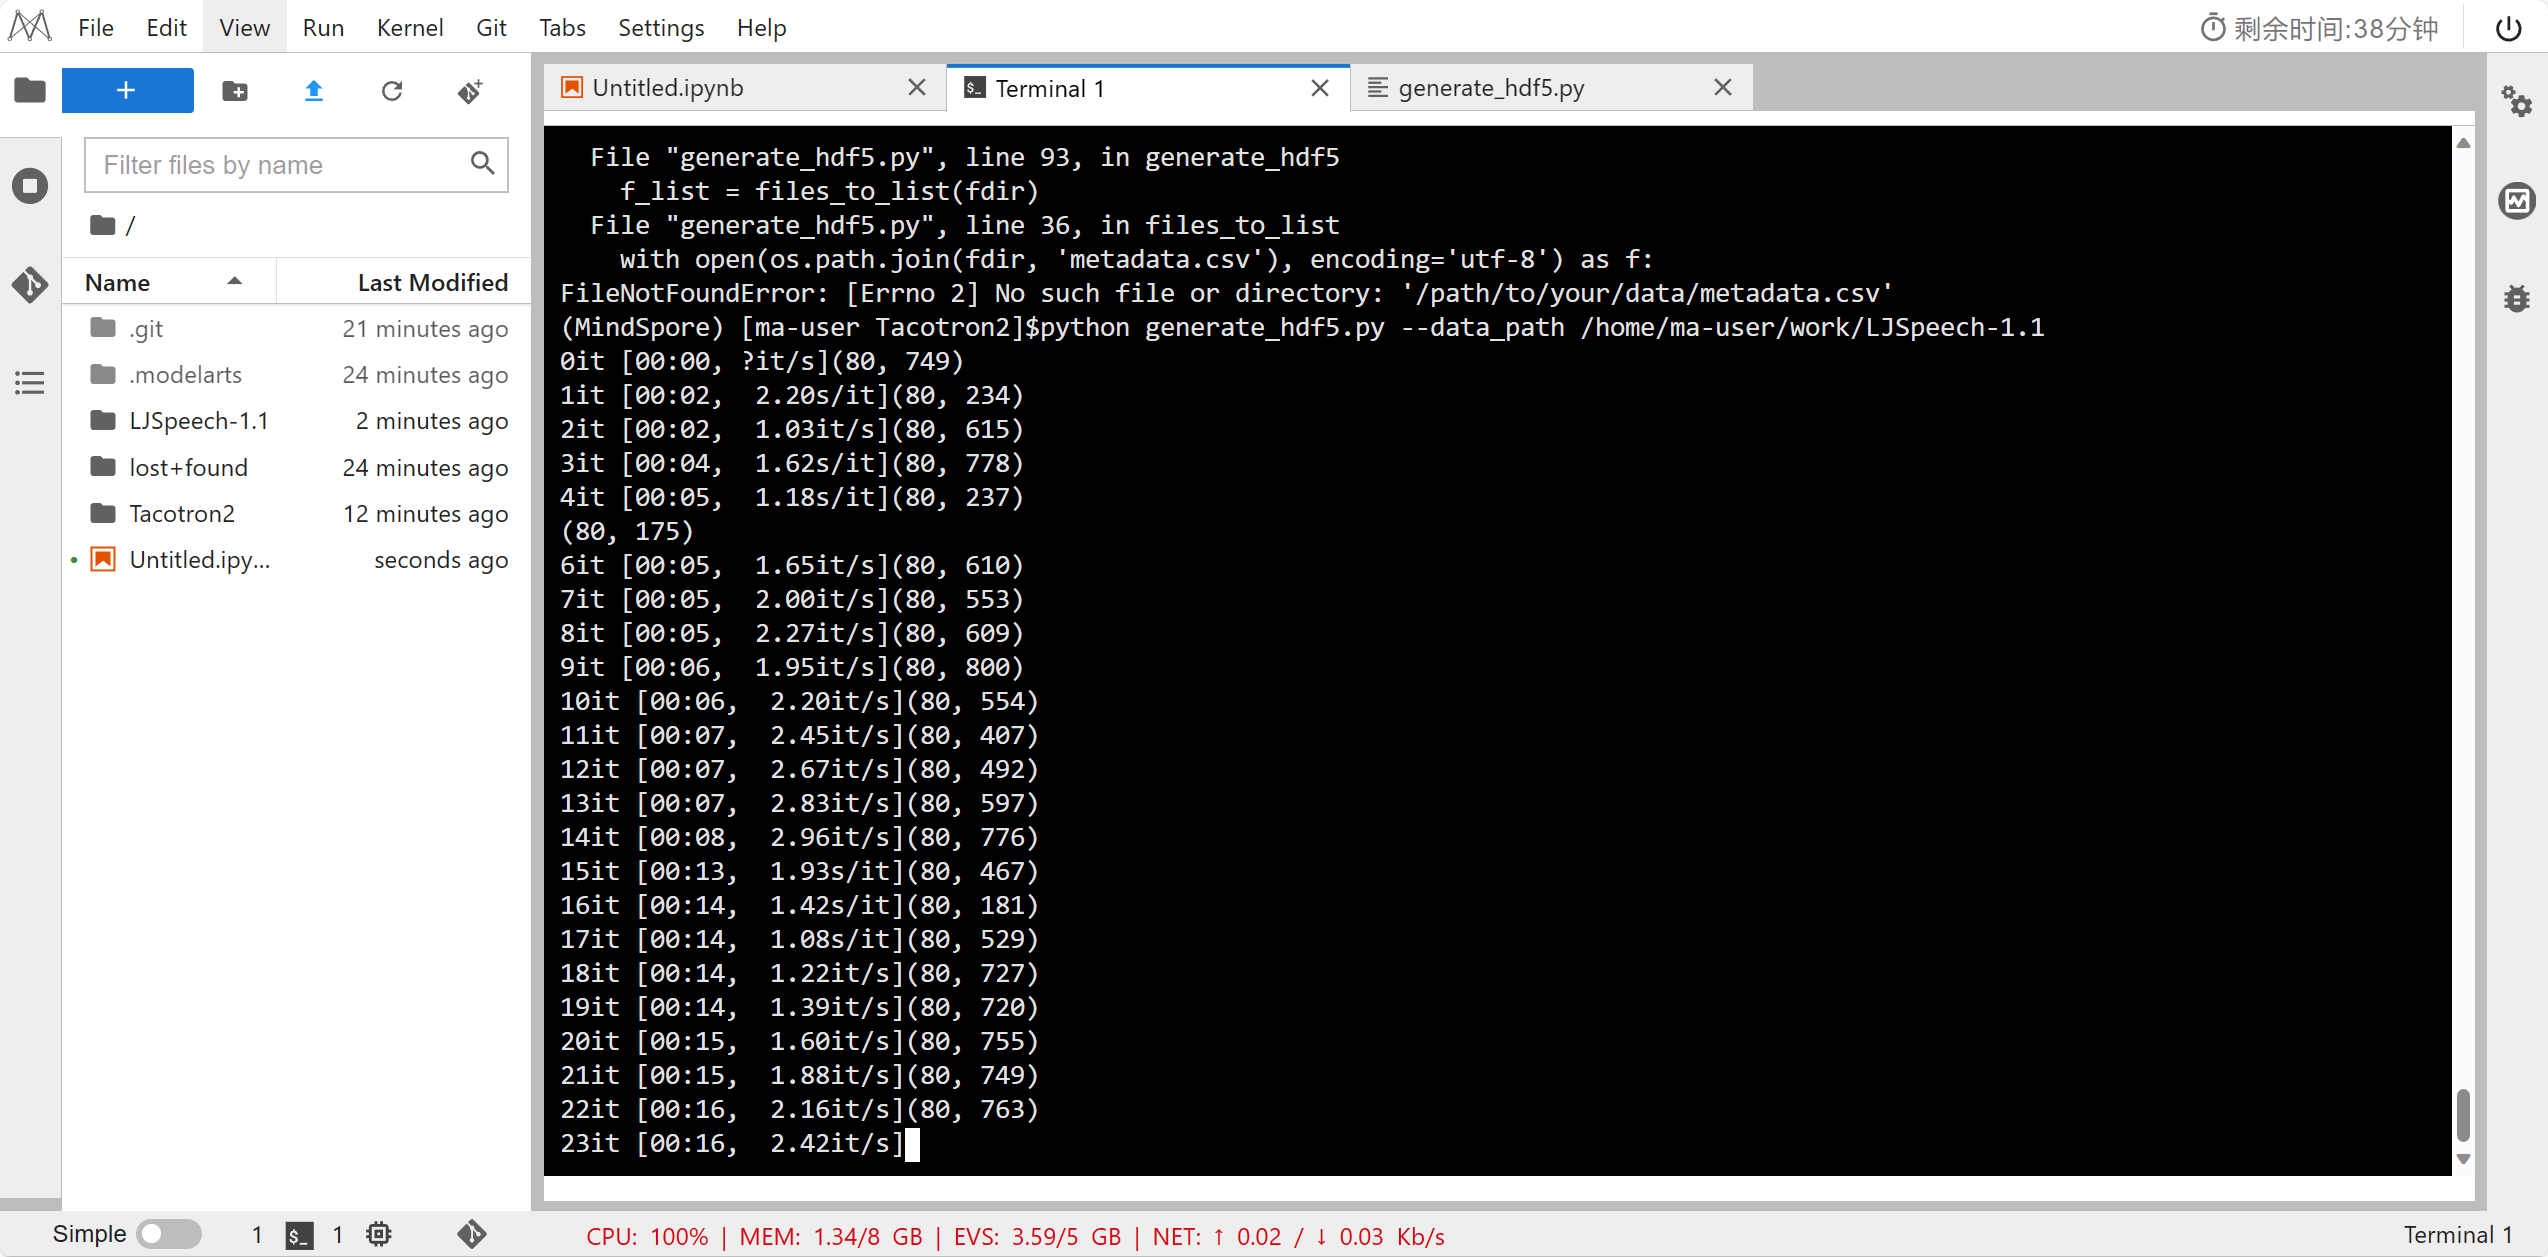 File Edit View Run Kernel Git Tabs Settings Help
剩余时间:38分钟
Filter files by name
/
Name Last Modified
.git 21 minutes ago
.modelarts 24 minutes ago
LJSpeech-1.1 2 minutes ago
lost+found 24 minutes ago
Tacotron2 12 minutes ago
Untitled.ipy... seconds ago
Untitled.ipynb
Terminal 1
generate_hdf5.py
File "generate_hdf5.py", line 93, in generate_hdf5
f_list = files_to_list(fdir)
File "generate_hdf5.py", line 36, in files_to_list
with open(os.path.join(fdir, 'metadata.csv'), encoding='utf-8') as f:
FileNotFoundError: [Errno 2] No such file or directory: '/path/to/your/data/metadata.csv'
(MindSpore) [ma-user Tacotron2]$python generate_hdf5.py --data_path /home/ma-user/work/LJSpeech-1.1
0it [00:00, ?it/s](80, 749)
1it [00:02,  2.20s/it](80, 234)
2it [00:02,  1.03it/s](80, 615)
3it [00:04,  1.62s/it](80, 778)
4it [00:05,  1.18s/it](80, 237)
(80, 175)
6it [00:05,  1.65it/s](80, 610)
7it [00:05,  2.00it/s](80, 553)
8it [00:05,  2.27it/s](80, 609)
9it [00:06,  1.95it/s](80, 800)
10it [00:06,  2.20it/s](80, 554)
11it [00:07,  2.45it/s](80, 407)
12it [00:07,  2.67it/s](80, 492)
13it [00:07,  2.83it/s](80, 597)
14it [00:08,  2.96it/s](80, 776)
15it [00:13,  1.93s/it](80, 467)
16it [00:14,  1.42s/it](80, 181)
17it [00:14,  1.08s/it](80, 529)
18it [00:14,  1.22it/s](80, 727)
19it [00:14,  1.39it/s](80, 720)
20it [00:15,  1.60it/s](80, 755)
21it [00:15,  1.88it/s](80, 749)
22it [00:16,  2.16it/s](80, 763)
23it [00:16,  2.42it/s]
Simple 1 $_ 1
CPU: 100% | MEM: 1.34/8 GB | EVS: 3.59/5 GB | NET: ↑ 0.02 / ↓ 0.03 Kb/s
Terminal 1